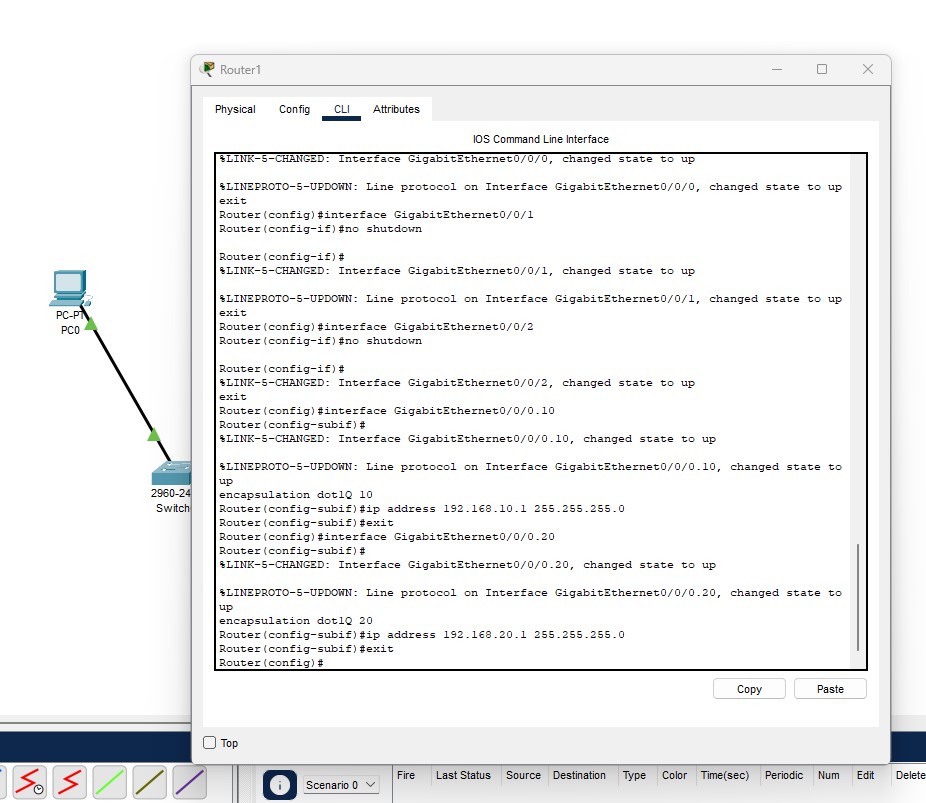 Router1
Physical Config CLI Attributes
IOS Command Line Interface
%LINK-5-CHANGED: Interface GigabitEthernet0/0/0, changed state to up
%LINEPROTO-5-UPDOWN: Line protocol on Interface GigabitEthernet0/0/0, changed state to up
exit
Router(config)#interface GigabitEthernet0/0/1
Router(config-if)#no shutdown
Router(config-if)#
%LINK-5-CHANGED: Interface GigabitEthernet0/0/1, changed state to up
%LINEPROTO-5-UPDOWN: Line protocol on Interface GigabitEthernet0/0/1, changed state to up
exit
Router(config)#interface GigabitEthernet0/0/2
Router(config-if)#no shutdown
Router(config-if)#
%LINK-5-CHANGED: Interface GigabitEthernet0/0/2, changed state to up
exit
Router(config)#interface GigabitEthernet0/0/0.10
Router(config-subif)#
%LINK-5-CHANGED: Interface GigabitEthernet0/0/0.10, changed state to up
%LINEPROTO-5-UPDOWN: Line protocol on Interface GigabitEthernet0/0/0.10, changed state to
up
encapsulation dot1Q 10
Router(config-subif)#ip address 192.168.10.1 255.255.255.0
Router(config-subif)#exit
Router(config)#interface GigabitEthernet0/0/0.20
Router(config-subif)#
%LINK-5-CHANGED: Interface GigabitEthernet0/0/0.20, changed state to up
%LINEPROTO-5-UPDOWN: Line protocol on Interface GigabitEthernet0/0/0.20, changed state to
up
encapsulation dot1Q 20
Router(config-subif)#ip address 192.168.20.1 255.255.255.0
Router(config-subif)#exit
Router(config)#
Copy Paste
Top
PC-PT
PC0
2960-24
Switch
Scenario 0
Fire Last Status Source Destination Type Color Time(sec) Periodic Num Edit Delete